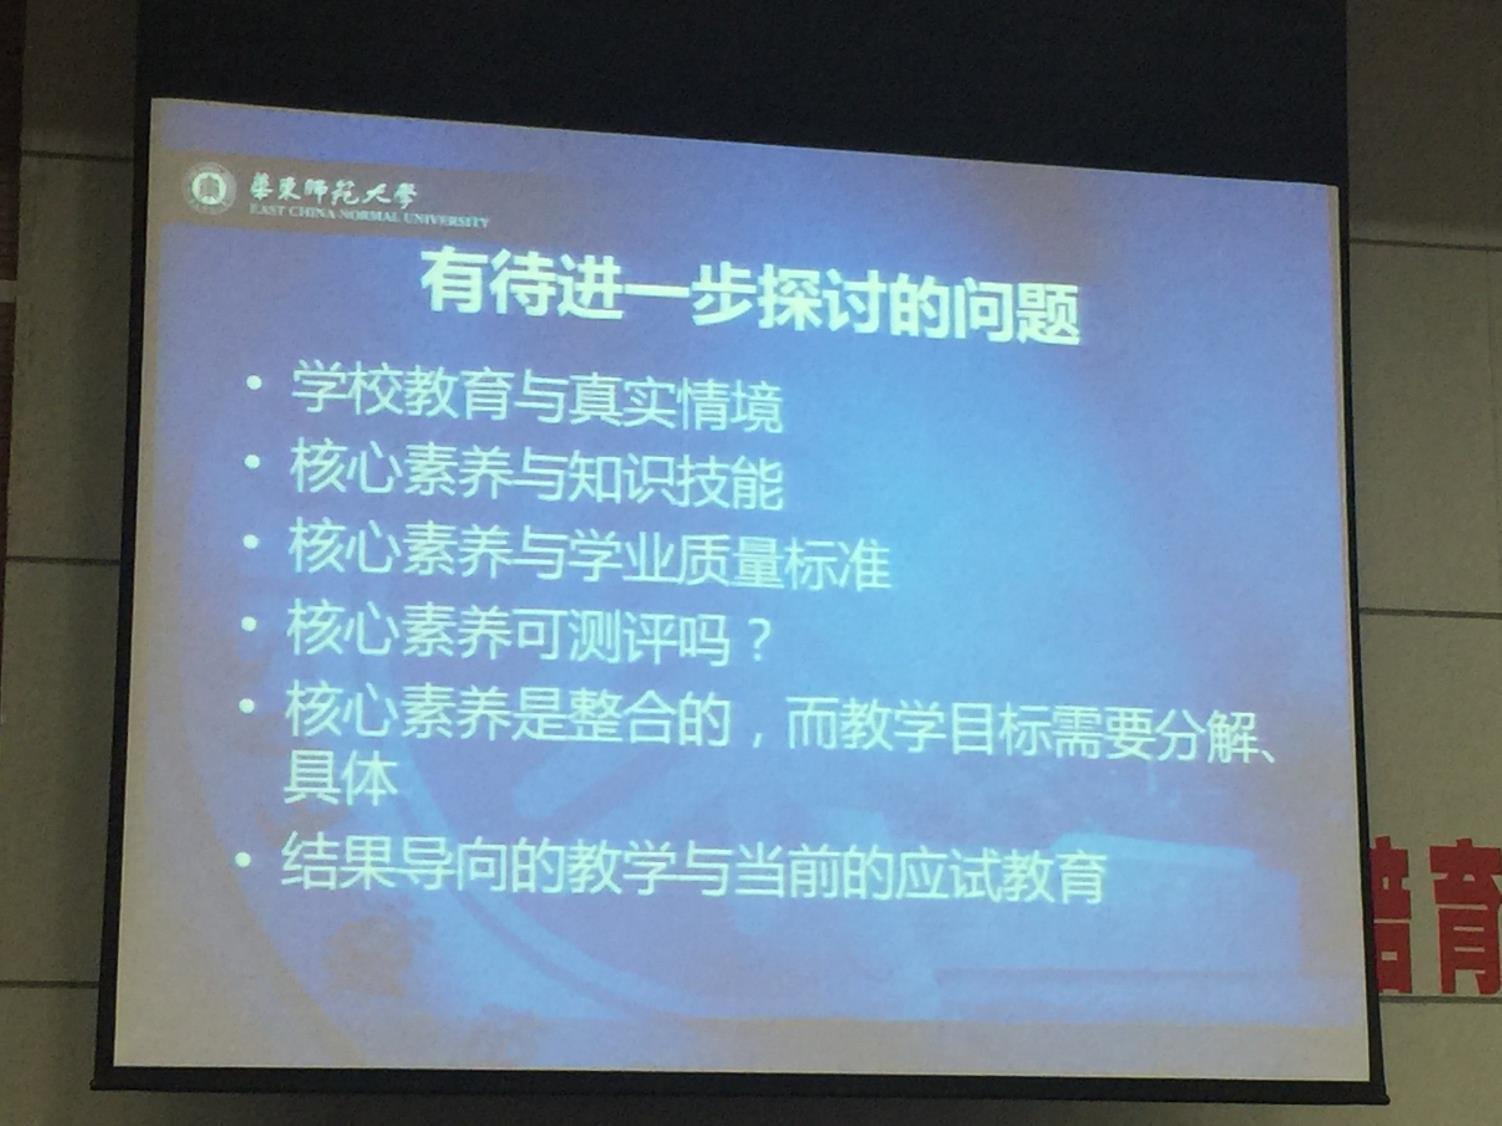 華東師范大學
EAST CHINA NORMAL UNIVERSITY
有待进一步探讨的问题
• 学校教育与真实情境
• 核心素养与知识技能
• 核心素养与学业质量标准
• 核心素养可测评吗？
• 核心素养是整合的，而教学目标需要分解、
具体
• 结果导向的教学与当前的应试教育
育